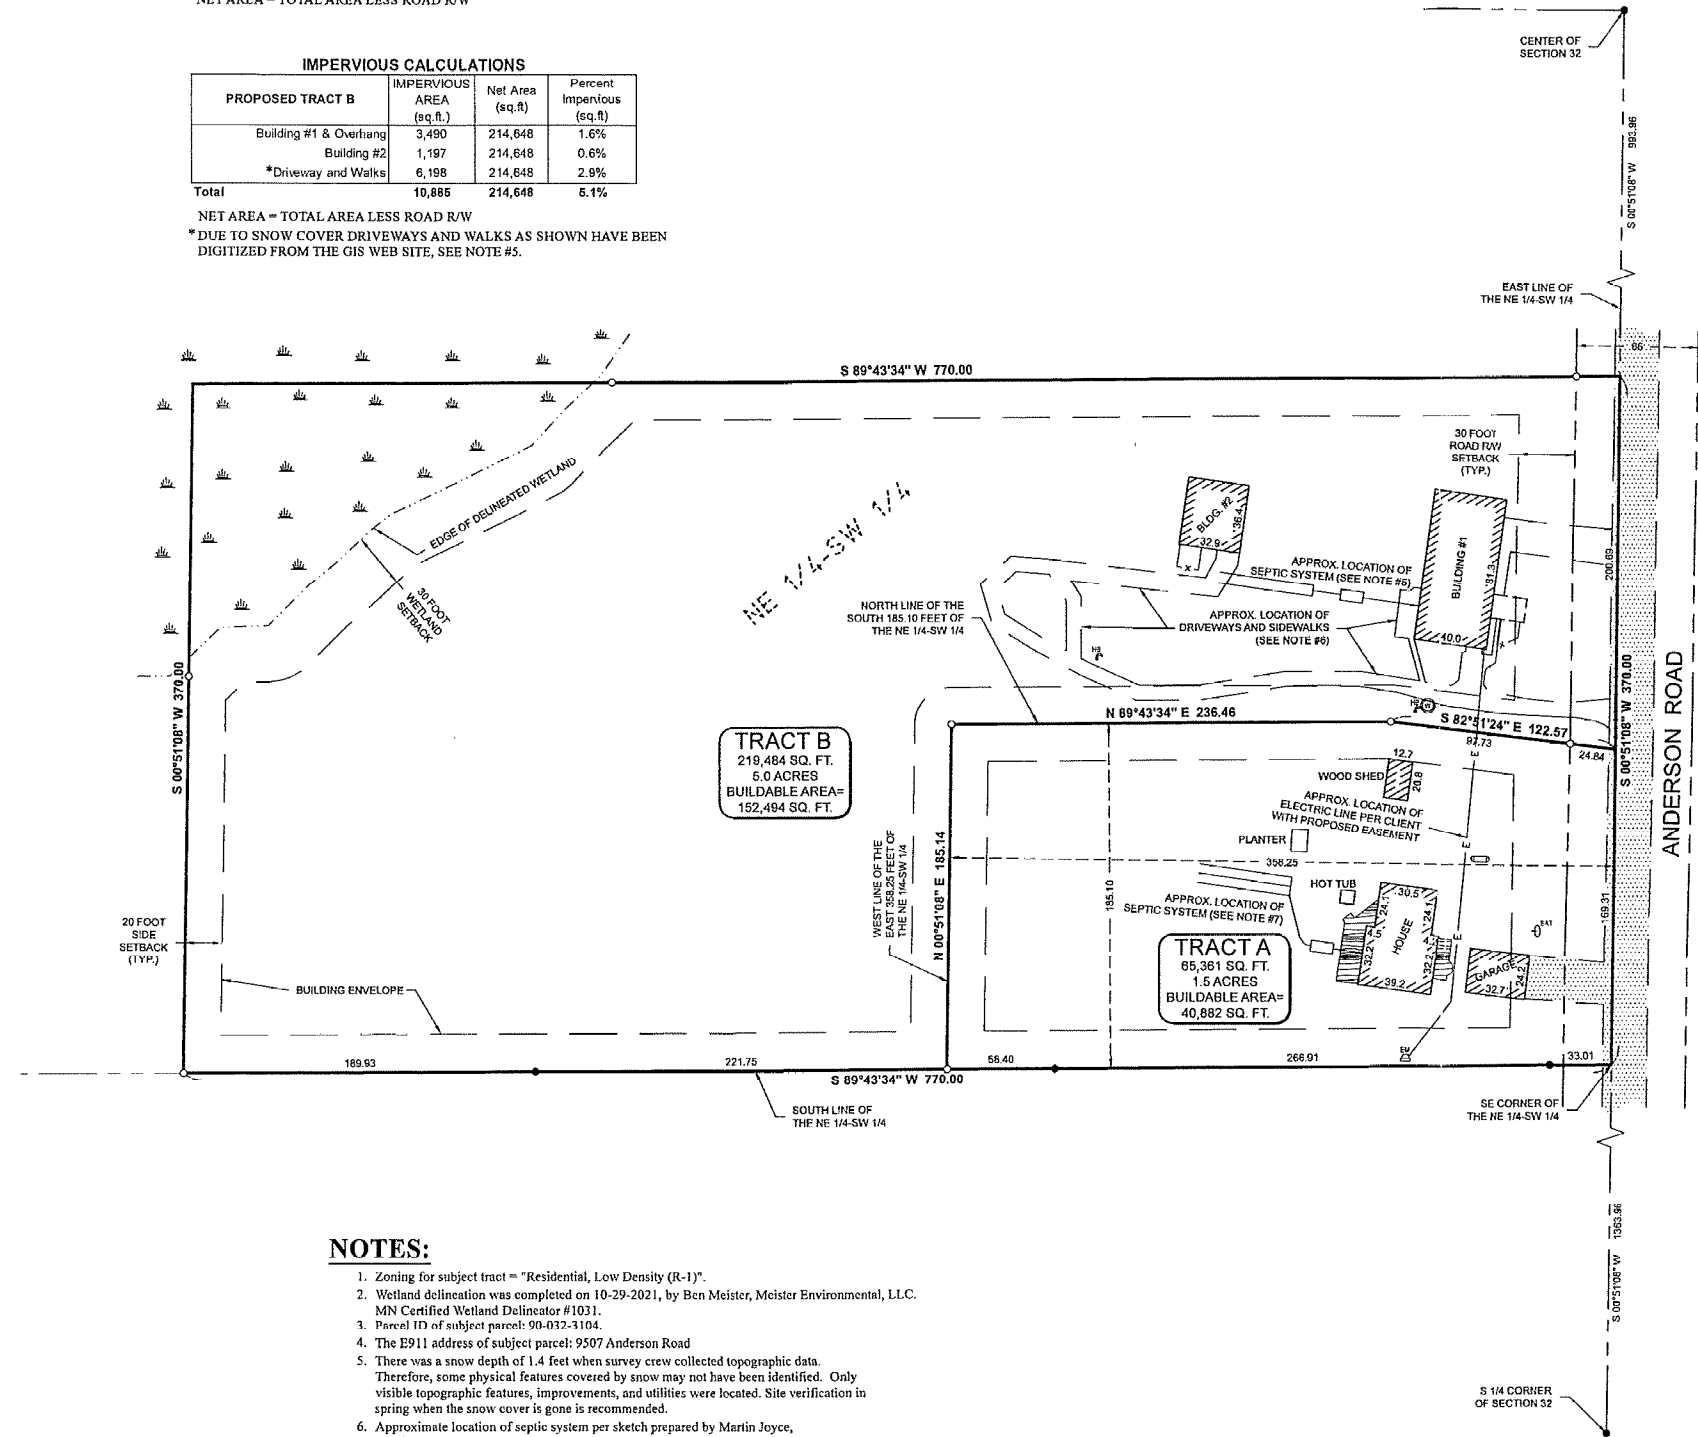 NET AREA = TOTAL AREA LESS ROAD R/W
IMPERVIOUS CALCULATIONS
PROPOSED TRACT B IMPERVIOUS AREA (sq.ft.) Net Area (sq.ft) Percent Impervious (sq.ft)
Building #1 & Overhang 3,490 214,648 1.6%
Building #2 1,197 214,648 0.6%
*Driveway and Walks 6,198 214,648 2.9%
Total 10,885 214,648 5.1%
NET AREA = TOTAL AREA LESS ROAD R/W
*DUE TO SNOW COVER DRIVEWAYS AND WALKS AS SHOWN HAVE BEEN
DIGITIZED FROM THE GIS WEB SITE, SEE NOTE #5.
CENTER OF
SECTION 32
S 00°51'08" W 993.96
EAST LINE OF
THE NE 1/4-SW 1/4
66
S 89°43'34" W 770.00
30 FOOT
ROAD R/W
SETBACK
(TYP.)
EDGE OF DELINEATED WETLAND
30 FOOT
WETLAND
SETBACK
NE 1/4-SW 1/4
BLDG. #2
36.4
32.9
X
BUILDING #1
81.3
40.0
X
200.69
APPROX. LOCATION OF
SEPTIC SYSTEM (SEE NOTE #6)
NORTH LINE OF THE
SOUTH 185.10 FEET OF
THE NE 1/4-SW 1/4
APPROX. LOCATION OF
DRIVEWAYS AND SIDEWALKS
(SEE NOTE #6)
HB
HB
W
S 00°51'08" W 370.00
S 00°51'08" W 370.00
ANDERSON ROAD
N 89°43'34" E 236.46
S 82°51'24" E 122.57
97.73
24.84
TRACT B
219,484 SQ. FT.
5.0 ACRES
BUILDABLE AREA=
152,494 SQ. FT.
WOOD SHED
12.7
20.8
APPROX. LOCATION OF
ELECTRIC LINE PER CLIENT
WITH PROPOSED EASEMENT
E
E
E
PLANTER
358.25
WEST LINE OF THE
EAST 358.25 FEET OF
THE NE 1/4-SW 1/4
N 00°51'08" E 185.14
185.10
HOT TUB
APPROX. LOCATION OF
SEPTIC SYSTEM (SEE NOTE #7)
30.5
24.1
24.1
4.5
4.
32.2
32.2
HOUSE
39.2
GARAGE
32.7
24.2
169.31
TRACT A
65,361 SQ. FT.
1.5 ACRES
BUILDABLE AREA=
40,882 SQ. FT.
20 FOOT
SIDE
SETBACK
(TYP.)
BUILDING ENVELOPE
EM
189.93
221.75
58.40
266.91
33.01
S 89°43'34" W 770.00
SOUTH LINE OF
THE NE 1/4-SW 1/4
SE CORNER OF
THE NE 1/4-SW 1/4
S 00°51'08" W 1363.96
S 1/4 CORNER
OF SECTION 32
NOTES:
1. Zoning for subject tract = "Residential, Low Density (R-1)".
2. Wetland delineation was completed on 10-29-2021, by Ben Meister, Meister Environmental, LLC.
MN Certified Wetland Delineator #1031.
3. Parcel ID of subject parcel: 90-032-3104.
4. The E911 address of subject parcel: 9507 Anderson Road
5. There was a snow depth of 1.4 feet when survey crew collected topographic data.
Therefore, some physical features covered by snow may not have been identified. Only
visible topographic features, improvements, and utilities were located. Site verification in
spring when the snow cover is gone is recommended.
6. Approximate location of septic system per sketch prepared by Martin Joyce,